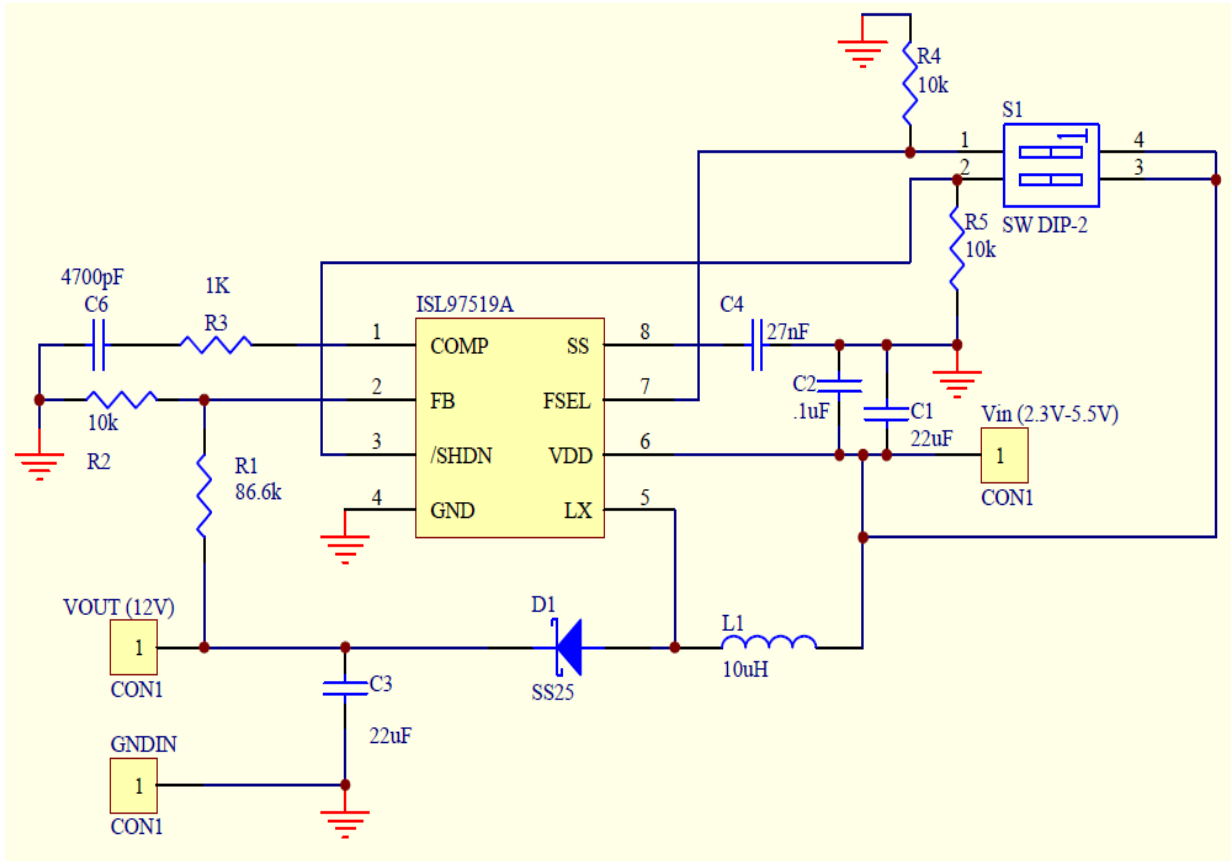 R4
10k
S1
1
4
2
3
R5
10k
SW DIP-2
4700pF
C6
1K
R3
ISL97519A
C4
27nF
1
COMP
SS
8
2
FB
FSEL
7
3
/SHDN
VDD
6
4
GND
LX
5
10k
R2
R1
86.6k
C2
.1uF
C1
22uF
Vin (2.3V-5.5V)
1
CON1
VOUT (12V)
1
CON1
D1
SS25
L1
10uH
C3
22uF
GNDIN
1
CON1